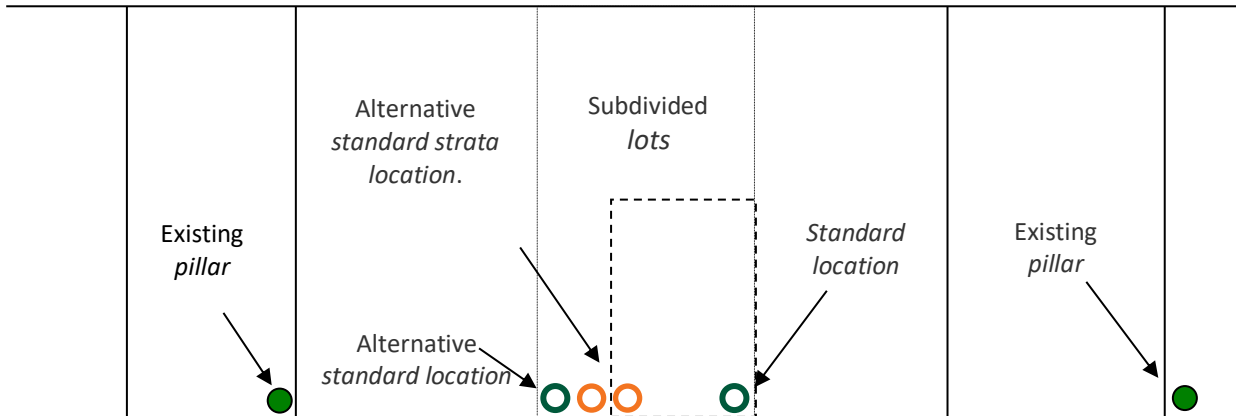 Alternative
standard strata
location.
Subdivided
lots
Existing
pillar
Standard
location
Existing
pillar
Alternative
standard location